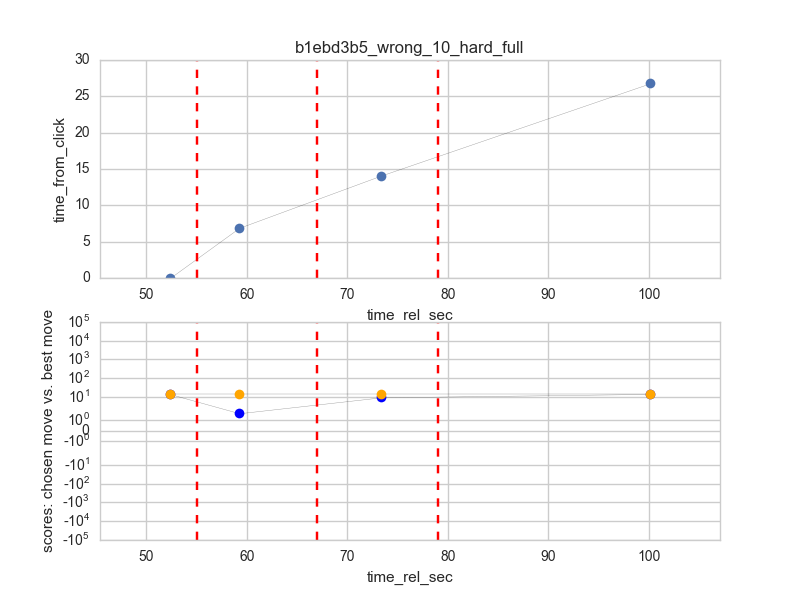 b1ebd3b5_wrong_10_hard_full
30
25
20
15
10
5
0
time_from_click
50 60 70 80 90 100
time_rel_sec
10^5
10^4
10^3
10^2
10^1
10^0
0
-10^0
-10^1
-10^2
-10^3
-10^4
-10^5
scores: chosen move vs. best move
50 60 70 80 90 100
time_rel_sec